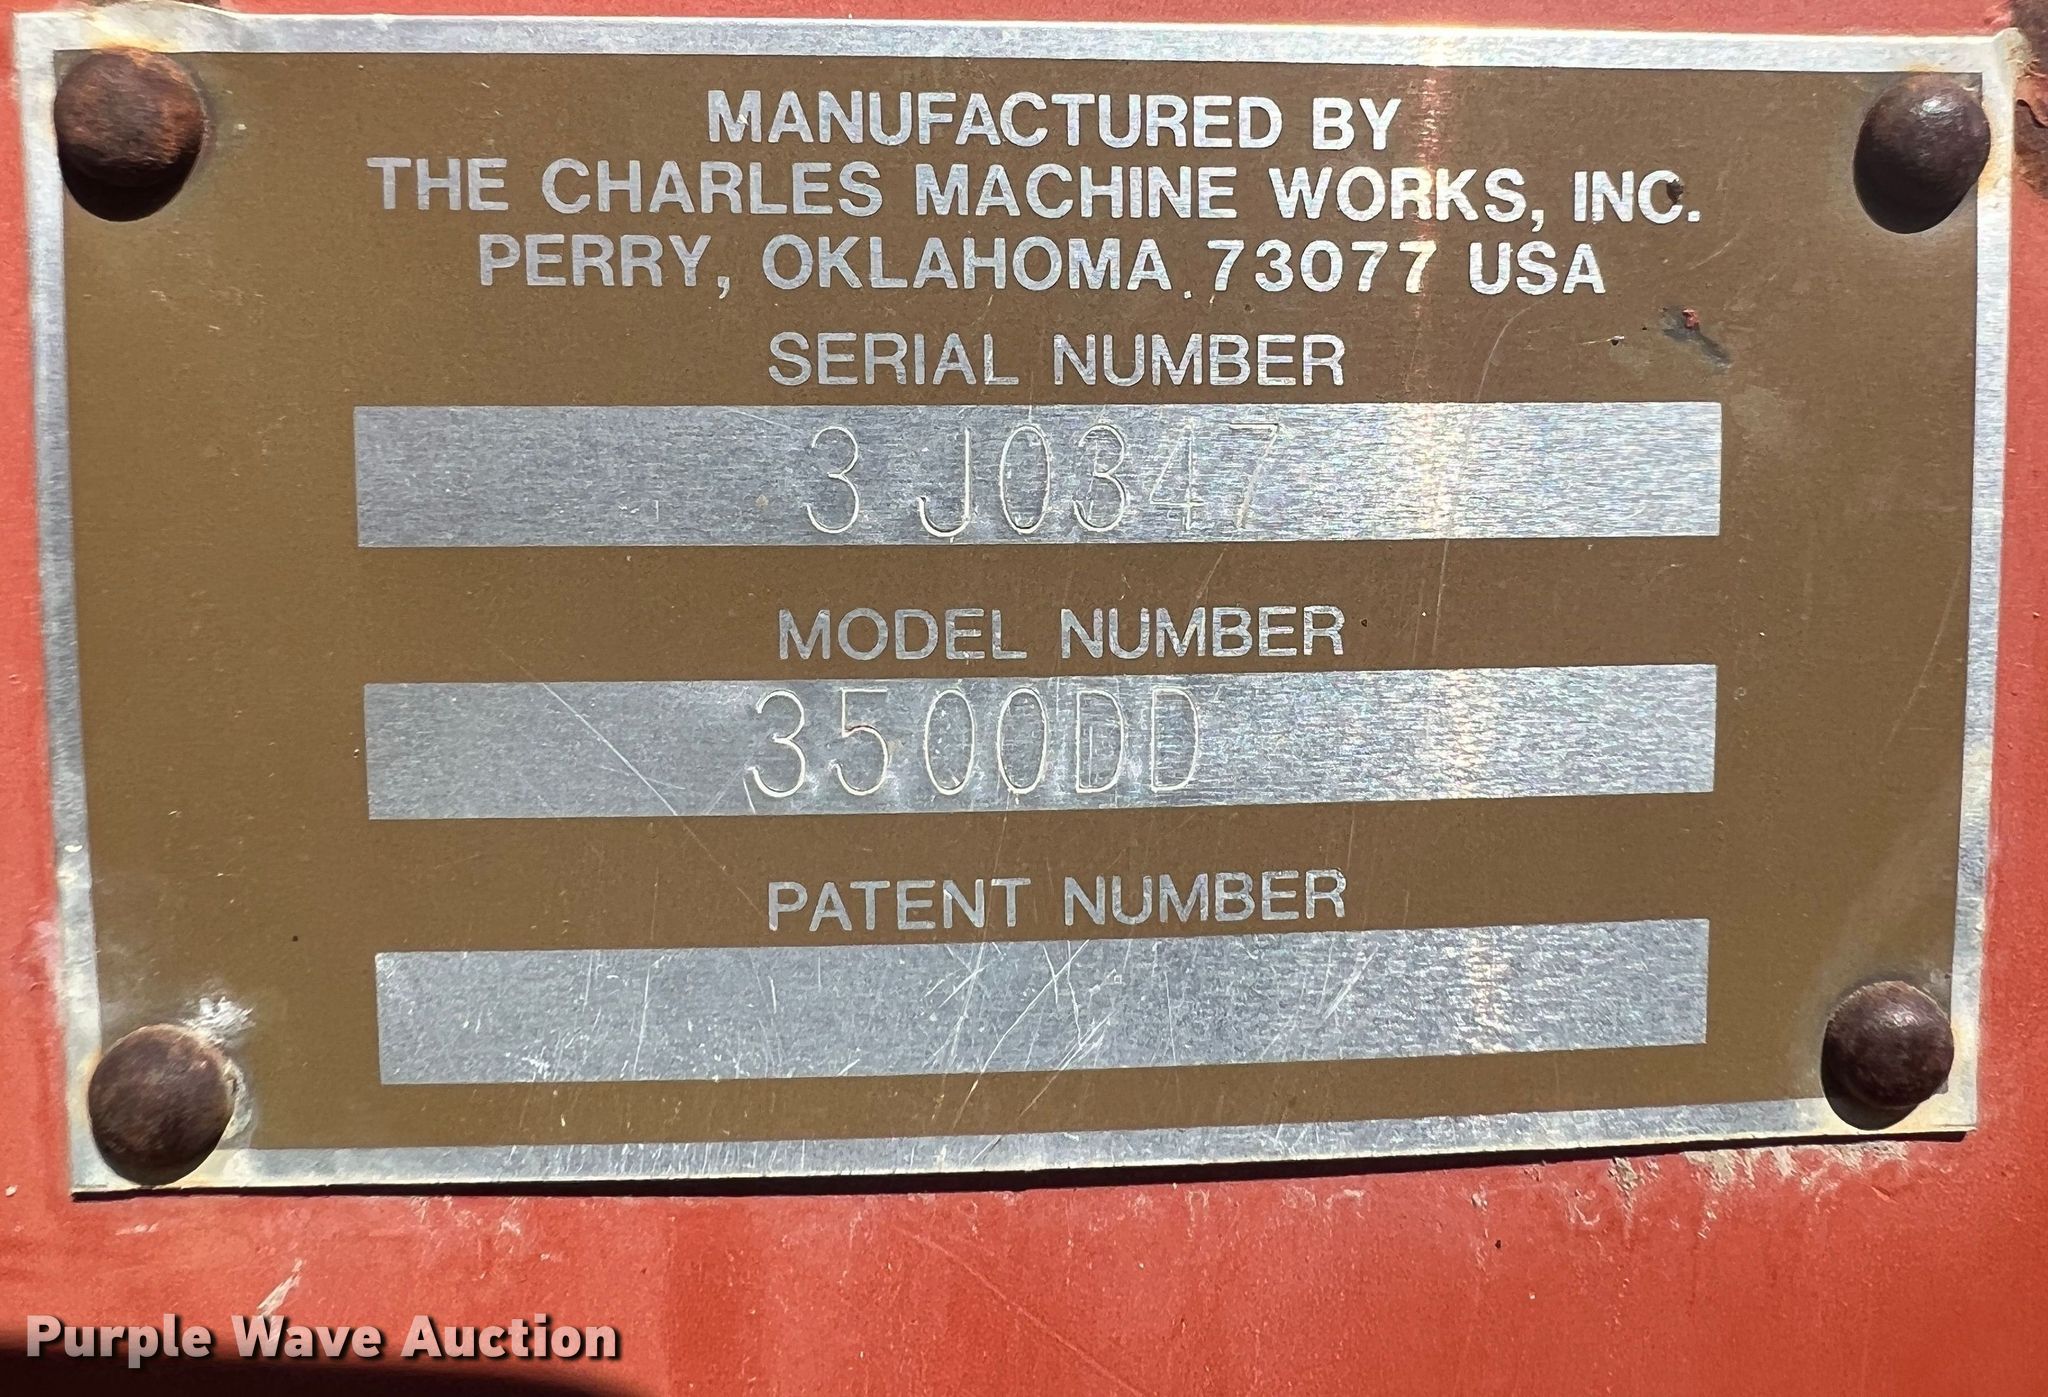 MANUFACTURED BY
THE CHARLES MACHINE WORKS, INC.
PERRY, OKLAHOMA 73077 USA
SERIAL NUMBER
3 J0347
MODEL NUMBER
3500DD
PATENT NUMBER
Purple Wave Auction